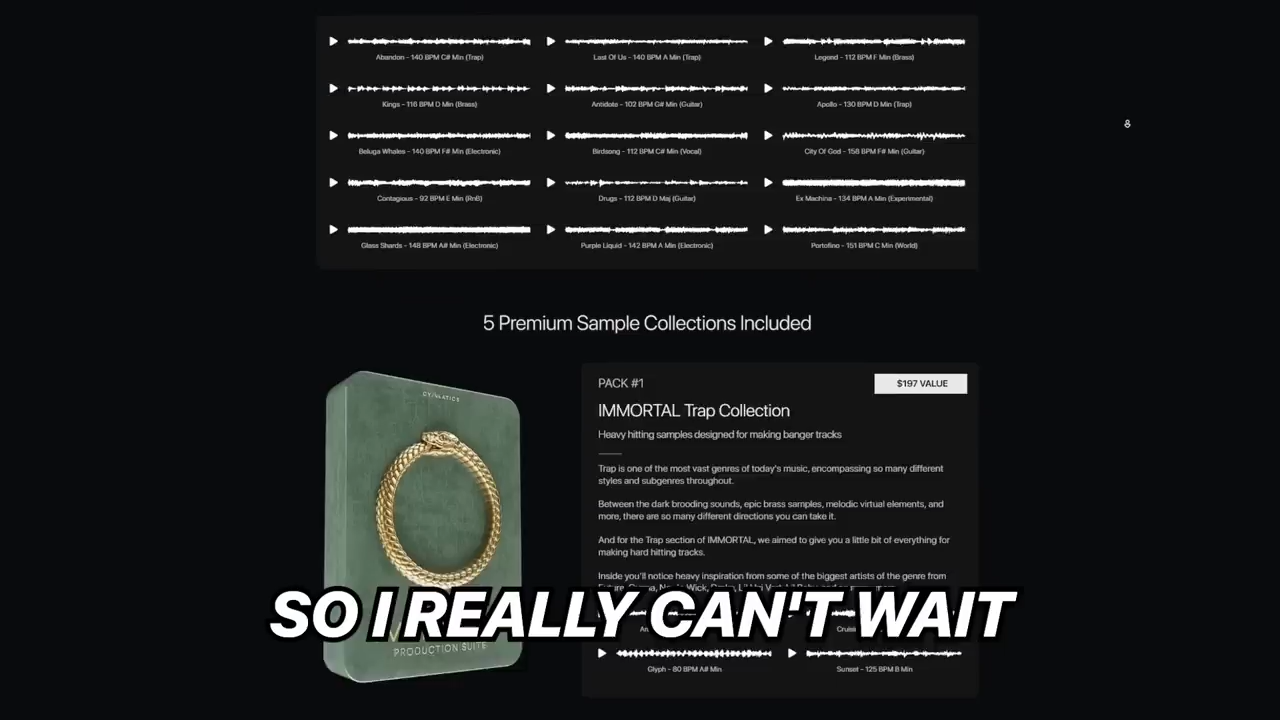 Abandon - 140 BPM C# Min (Trap)
Last Of Us - 140 BPM A Min (Trap)
Legend - 112 BPM F Min (Brass)
Kings - 116 BPM D Min (Brass)
Antidote - 102 BPM G# Min (Guitar)
Apollo - 130 BPM D Min (Trap)
Beluga Whales - 140 BPM F# Min (Electronic)
Birdsong - 112 BPM C# Min (Vocal)
City Of God - 158 BPM F# Min (Guitar)
Contagious - 92 BPM E Min (RnB)
Drugs - 112 BPM D Maj (Guitar)
Ex Machina - 134 BPM A Min (Experimental)
Glass Shards - 148 BPM A# Min (Electronic)
Purple Liquid - 142 BPM A Min (Electronic)
Portofino - 151 BPM C Min (World)
5 Premium Sample Collections Included
PACK #1
$197 VALUE
IMMORTAL Trap Collection
Heavy hitting samples designed for making banger tracks
Trap is one of the most vast genres of today's music, encompassing so many different
styles and subgenres throughout.
Between the dark brooding sounds, epic brass samples, melodic virtual elements, and
more, there are so many different directions you can take it.
And for the Trap section of IMMORTAL, we aimed to give you a little bit of everything for
making hard hitting tracks.
Inside you'll notice heavy inspiration from some of the biggest artists of the genre from
SO I REALLY CAN'T WAIT
PRODUCTION SUITE
Glyph - 80 BPM A# Min
Sunset - 125 BPM B Min